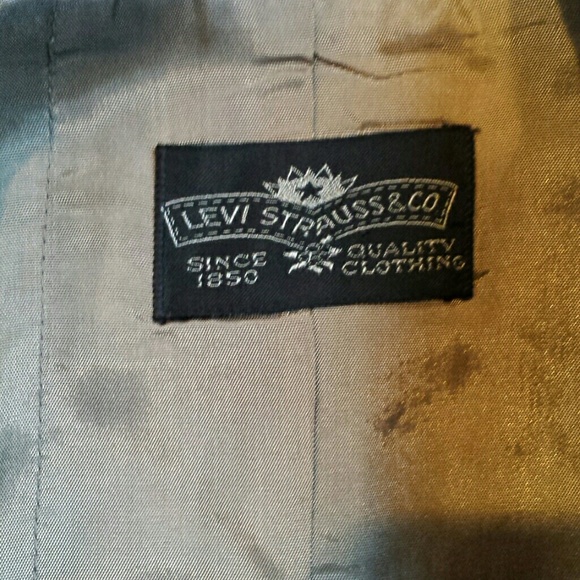 LEVI STRAUSS & CO
SINCE 1850
QUALITY CLOTHING